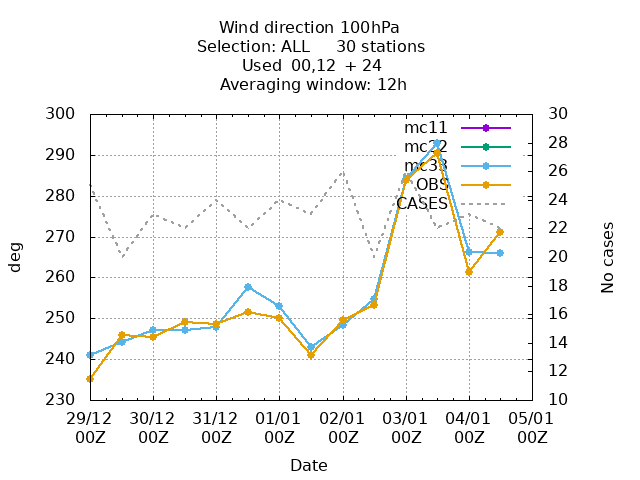 Wind direction 100hPa
Selection: ALL 30 stations
Used 00,12 + 24
Averaging window: 12h
300
290
280
270
260
250
240
230
deg
30
28
26
24
22
20
18
16
14
12
10
No cases
mc11
mc22
mc33
OBS
CASES
29/12 30/12 31/12 01/01 02/01 03/01 04/01 05/01
00Z 00Z 00Z 00Z 00Z 00Z 00Z 00Z
Date